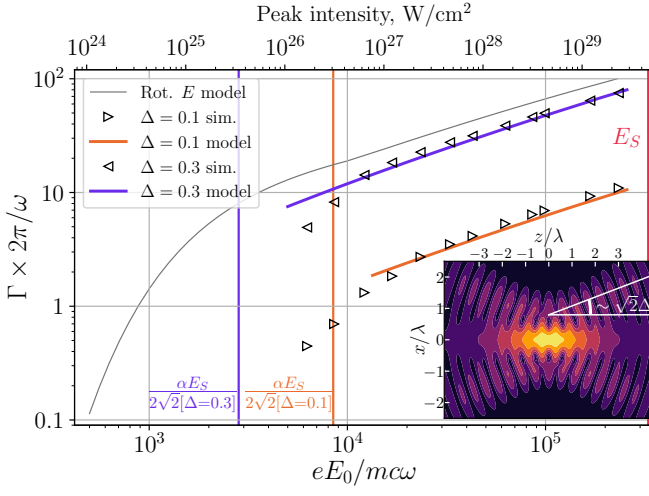 Peak intensity, W/cm²
10²⁴ 10²⁵ 10²⁶ 10²⁷ 10²⁸ 10²⁹
10²
10
1
0.1
Γ × 2π/ω
Rot. E model
Δ = 0.1 sim.
Δ = 0.1 model
Δ = 0.3 sim.
Δ = 0.3 model
E_S
αE_S / 2√2[Δ=0.3]
αE_S / 2√2[Δ=0.1]
z/λ
−3 −2 −1 0 1 2 3
x/λ
2
1
0
−1
−2
~ √2Δ
10³ 10⁴ 10⁵
eE₀/mcω